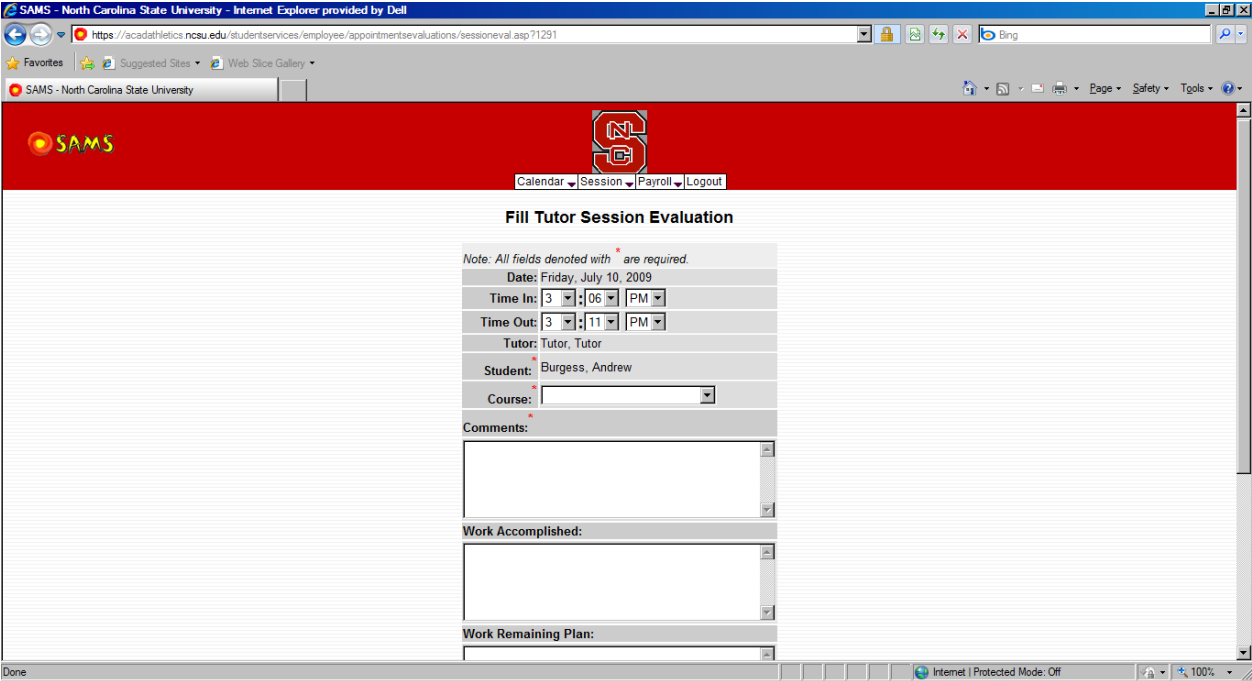 SAMS - North Carolina State University - Internet Explorer provided by Dell
https://acadathletics.ncsu.edu/studentservices/employee/appointmentsevaluations/sessioneval.asp?1291
Bing
Favorites Suggested Sites Web Slice Gallery
SAMS - North Carolina State University
Page Safety Tools
SAMS
NCS
Calendar Session Payroll Logout
Fill Tutor Session Evaluation
Note: All fields denoted with * are required.
Date: Friday, July 10, 2009
Time In: 3 : 06 PM
Time Out: 3 : 11 PM
Tutor: Tutor, Tutor
Student:* Burgess, Andrew
Course:*
Comments:*
Work Accomplished:
Work Remaining Plan:
Done
Internet | Protected Mode: Off
100%